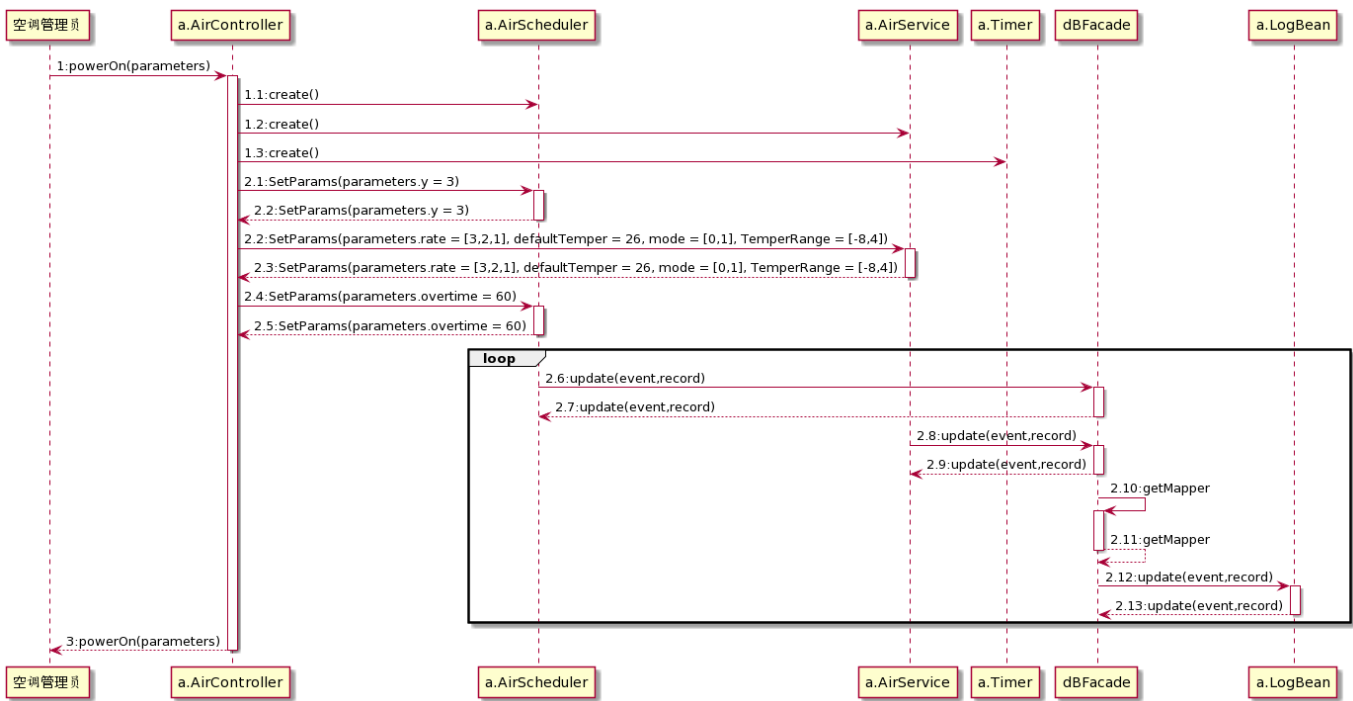 空调管理员 a.AirController a.AirScheduler a.AirService a.Timer dBFacade a.LogBean
1:powerOn(parameters)
1.1:create()
1.2:create()
1.3:create()
2.1:SetParams(parameters.y = 3)
2.2:SetParams(parameters.y = 3)
2.2:SetParams(parameters.rate = [3,2,1], defaultTemper = 26, mode = [0,1], TemperRange = [-8,4])
2.3:SetParams(parameters.rate = [3,2,1], defaultTemper = 26, mode = [0,1], TemperRange = [-8,4])
2.4:SetParams(parameters.overtime = 60)
2.5:SetParams(parameters.overtime = 60)
loop
2.6:update(event,record)
2.7:update(event,record)
2.8:update(event,record)
2.9:update(event,record)
2.10:getMapper
2.11:getMapper
2.12:update(event,record)
2.13:update(event,record)
3:powerOn(parameters)
空调管理员 a.AirController a.AirScheduler a.AirService a.Timer dBFacade a.LogBean